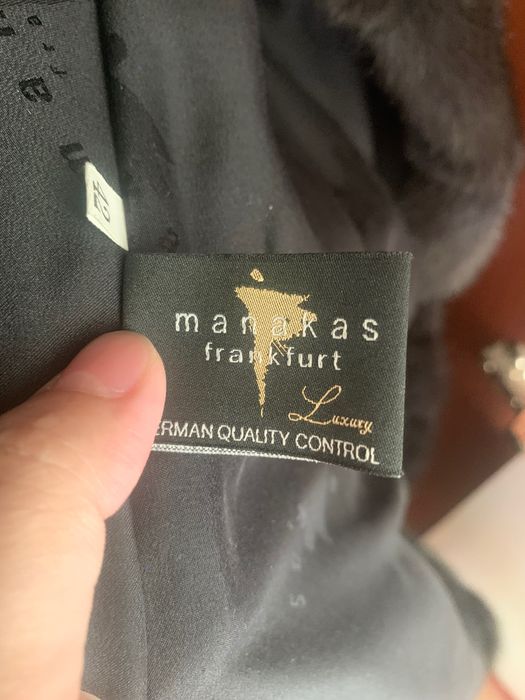 manakas
frankfurt
Luxury
ERMAN QUALITY CONTROL